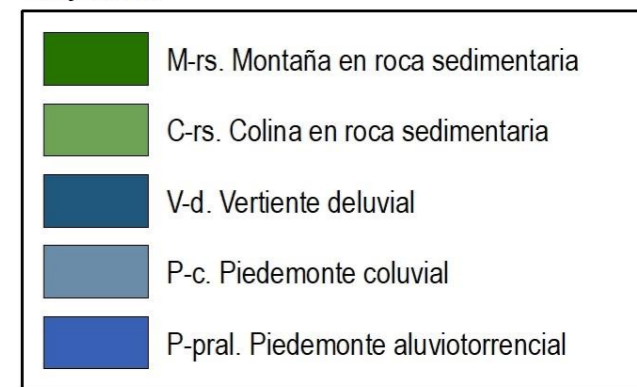 M-rs. Montaña en roca sedimentaria
C-rs. Colina en roca sedimentaria
V-d. Vertiente deluvial
P-c. Piedemonte coluvial
P-pral. Piedemonte aluviotorrencial